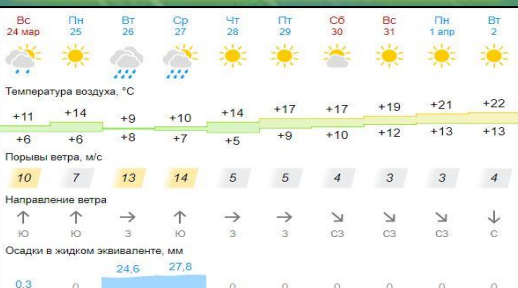 Вс Пн Вт Ср Чт Пт Сб Вс Пн Вт
24 мар 25 26 27 28 29 30 31 1 апр 2
Температура воздуха, °C
+11 +14 +9 +10 +14 +17 +17 +19 +21 +22
+6 +6 +8 +7 +5 +9 +10 +12 +13 +13
Порывы ветра, м/с
10 7 13 14 5 5 4 3 3 4
Направление ветра
Ю Ю З Ю З З СЗ СЗ СЗ С
Осадки в жидком эквиваленте, мм
24,6 27,8
0,3 0 0 0 0 0 0 0